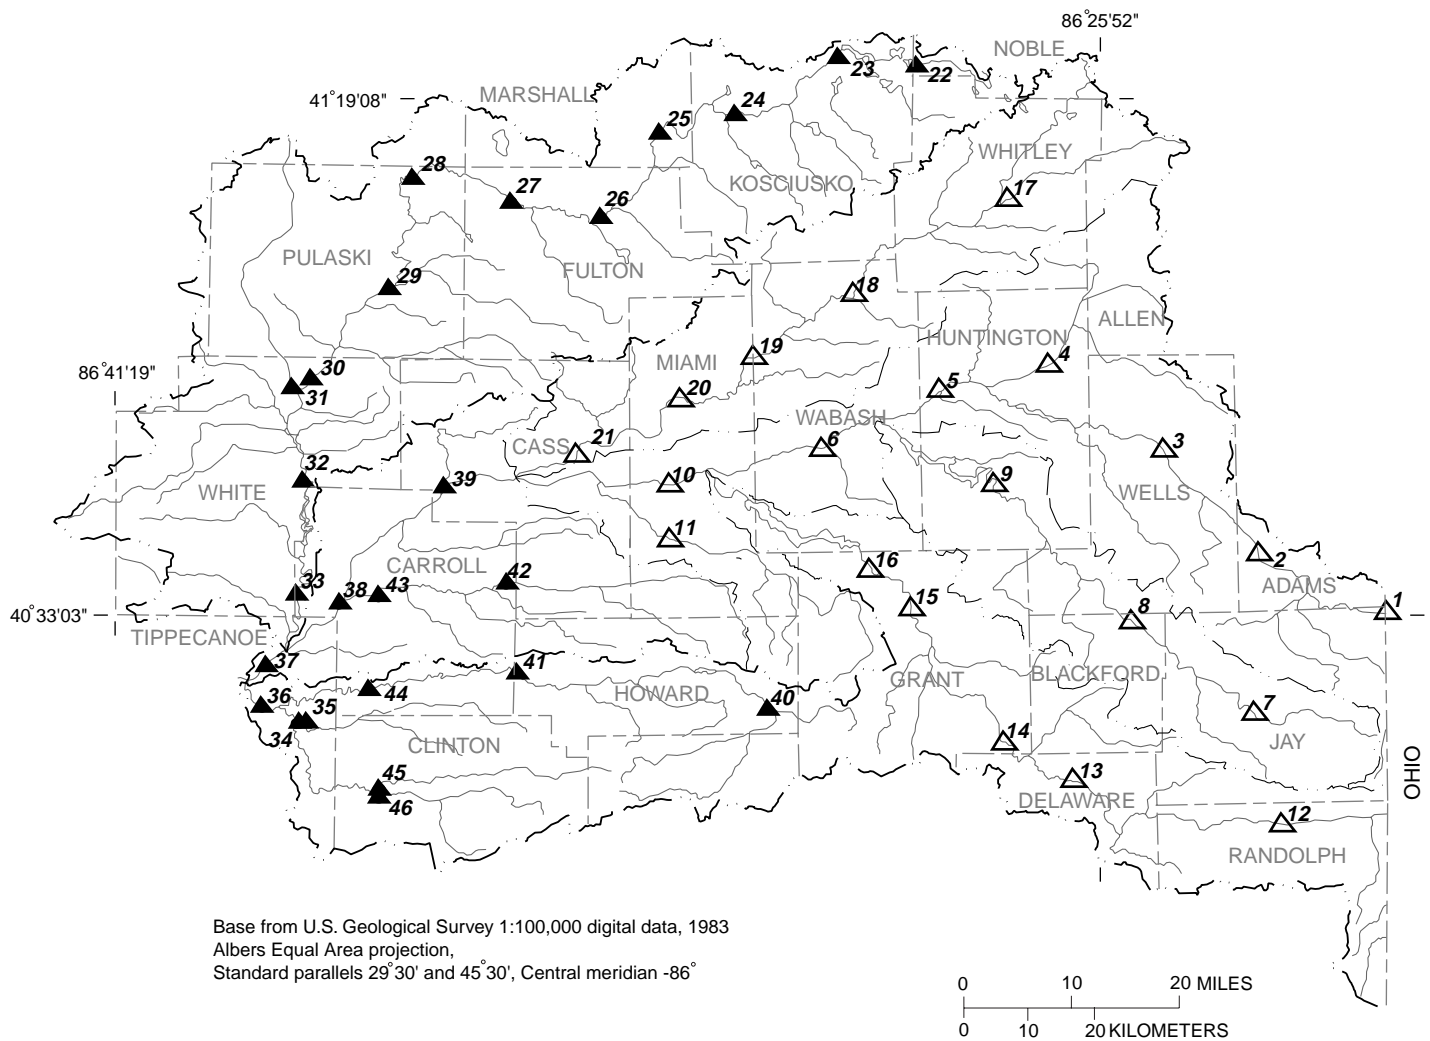 86°25'52"
NOBLE
23
22
MARSHALL
41°19'08"
24
25
WHITLEY
28
KOSCIUSKO
27
17
26
PULASKI
FULTON
29
18
ALLEN
HUNTINGTON
19
4
MIAMI
86°41'19"
30
5
31
20
WABASH
21
6
3
CASS
32
10
9
WHITE
39
WELLS
11
CARROLL
42
16
2
33
43
ADAMS
38
15
1
40°33'03"
8
TIPPECANOE
37
41
BLACKFORD
GRANT
44
HOWARD
36
40
35
7
34
14
JAY
CLINTON
OHIO
13
45
DELAWARE
46
12
RANDOLPH
Base from U.S. Geological Survey 1:100,000 digital data, 1983
Albers Equal Area projection,
Standard parallels 29°30' and 45°30', Central meridian -86°
0 10 20 MILES
0 10 20 KILOMETERS